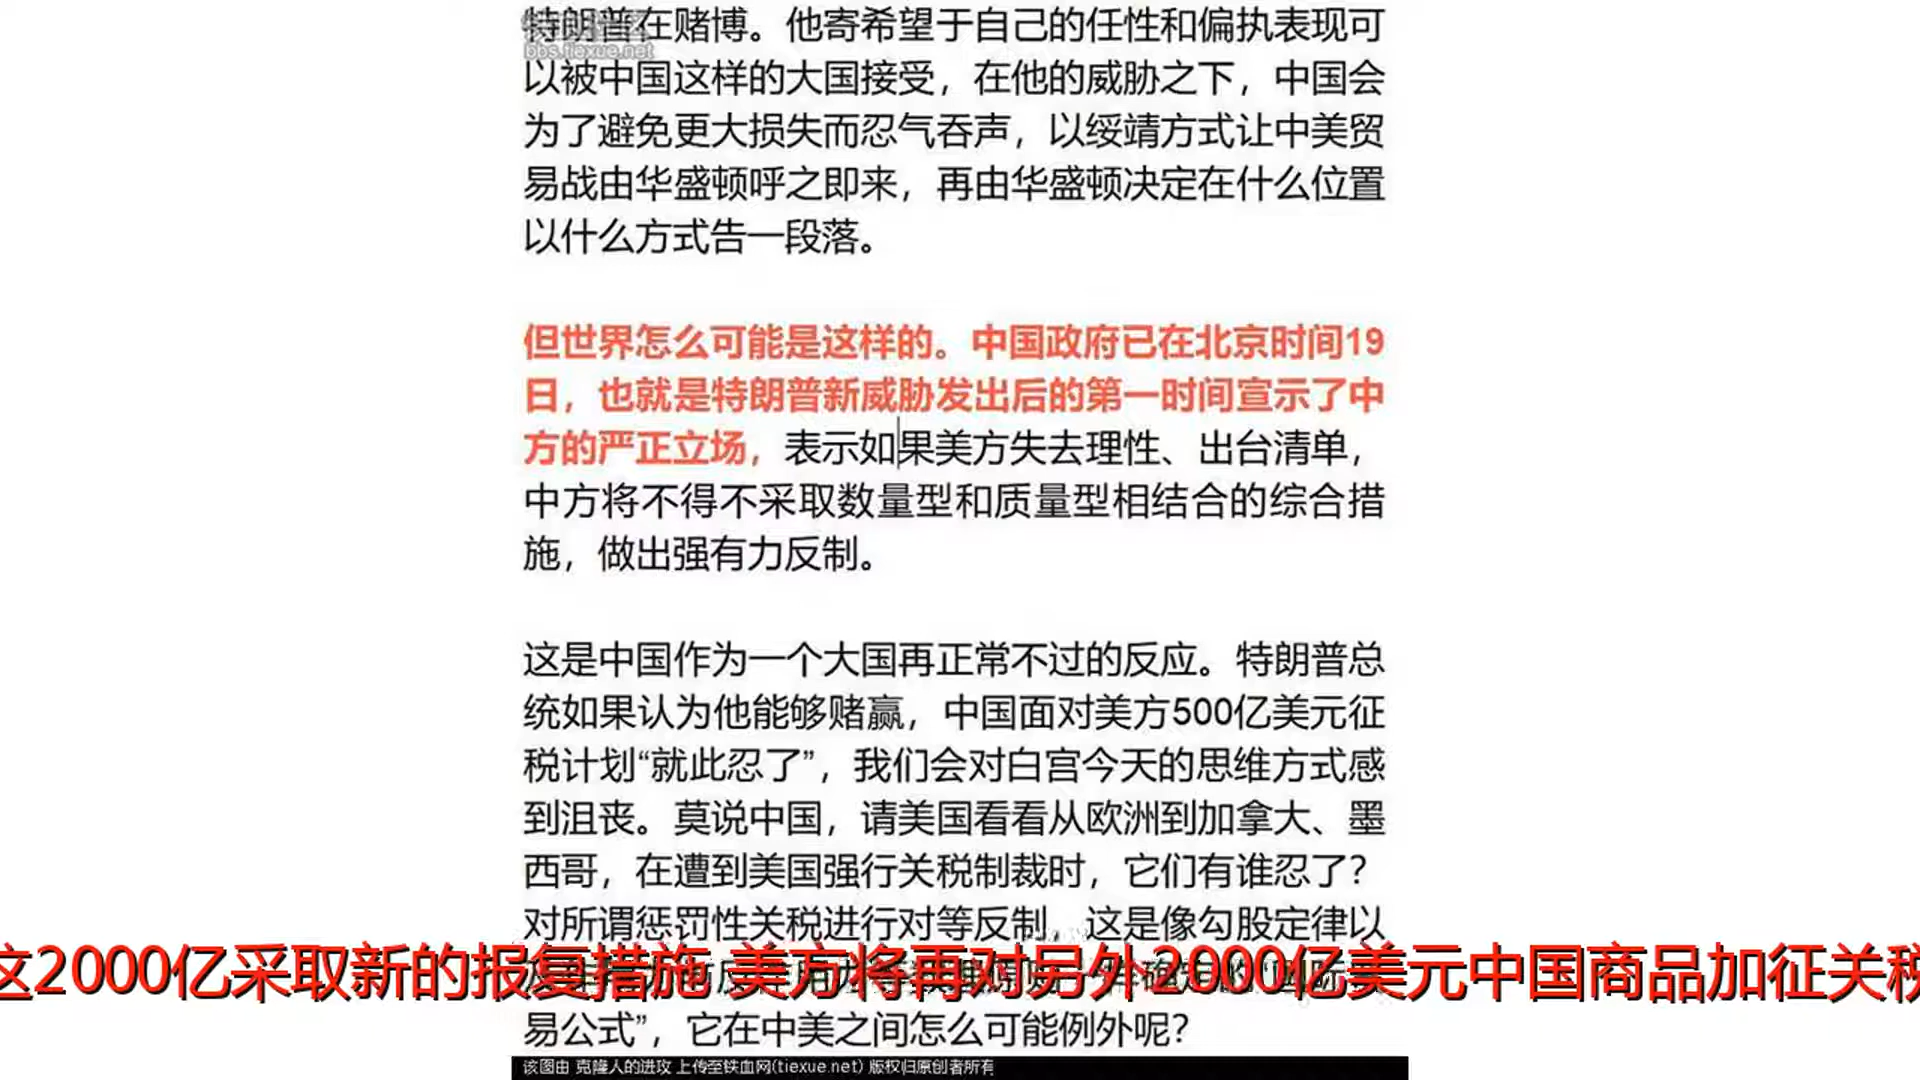 特朗普在赌博。他寄希望于自己的任性和偏执表现可
bbs.tiexue.net
以被中国这样的大国接受，在他的威胁之下，中国会
为了避免更大损失而忍气吞声，以绥靖方式让中美贸
易战由华盛顿呼之即来，再由华盛顿决定在什么位置
以什么方式告一段落。
但世界怎么可能是这样的。中国政府已在北京时间19
日，也就是特朗普新威胁发出后的第一时间宣示了中
方的严正立场，表示如果美方失去理性、出台清单，
中方将不得不采取数量型和质量型相结合的综合措
施，做出强有力反制。
这是中国作为一个大国再正常不过的反应。特朗普总
统如果认为他能够赌赢，中国面对美方500亿美元征
税计划“就此忍了”，我们会对白宫今天的思维方式感
到沮丧。莫说中国，请美国看看从欧洲到加拿大、墨
西哥，在遭到美国强行关税制裁时，它们有谁忍了？
对所谓惩罚性关税进行对等反制，这是像勾股定律以
这2000亿采取新的报复措施 美方将再对另外2000亿美元中国商品加征关税
易公式”，它在中美之间怎么可能例外呢？
该图由 克隆人的进攻 上传至铁血网(tiexue.net) 版权归原创者所有